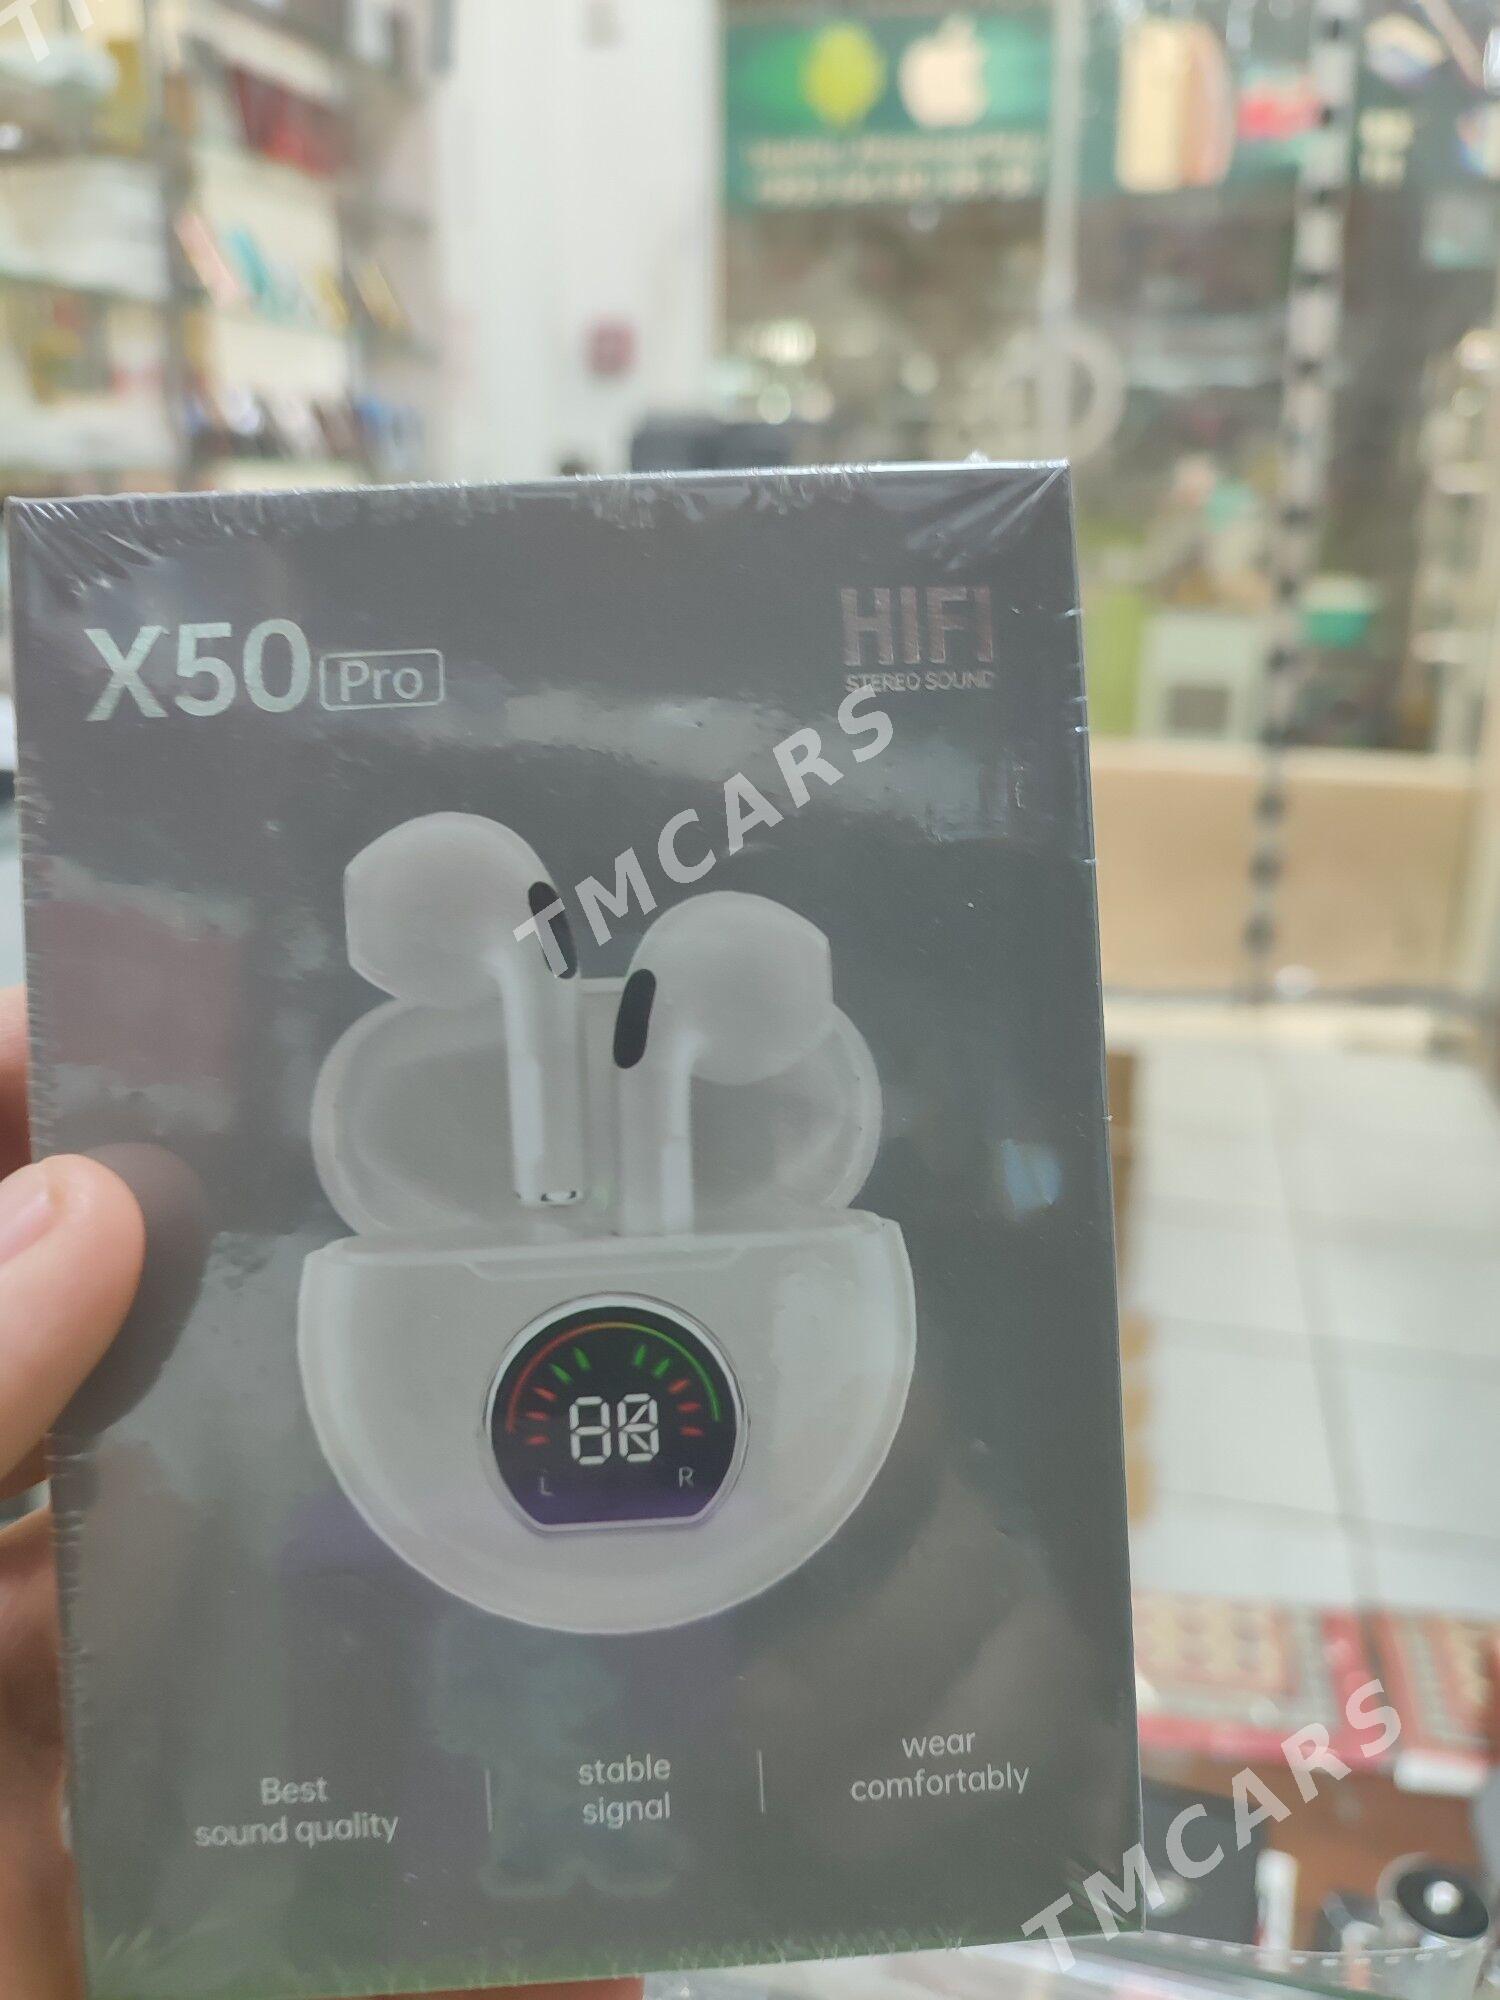 X50 Pro
HIFI
STEREO SOUND
TMCARS
88
L R
Best
sound quality
stable
signal
wear
comfortably
TMCARS